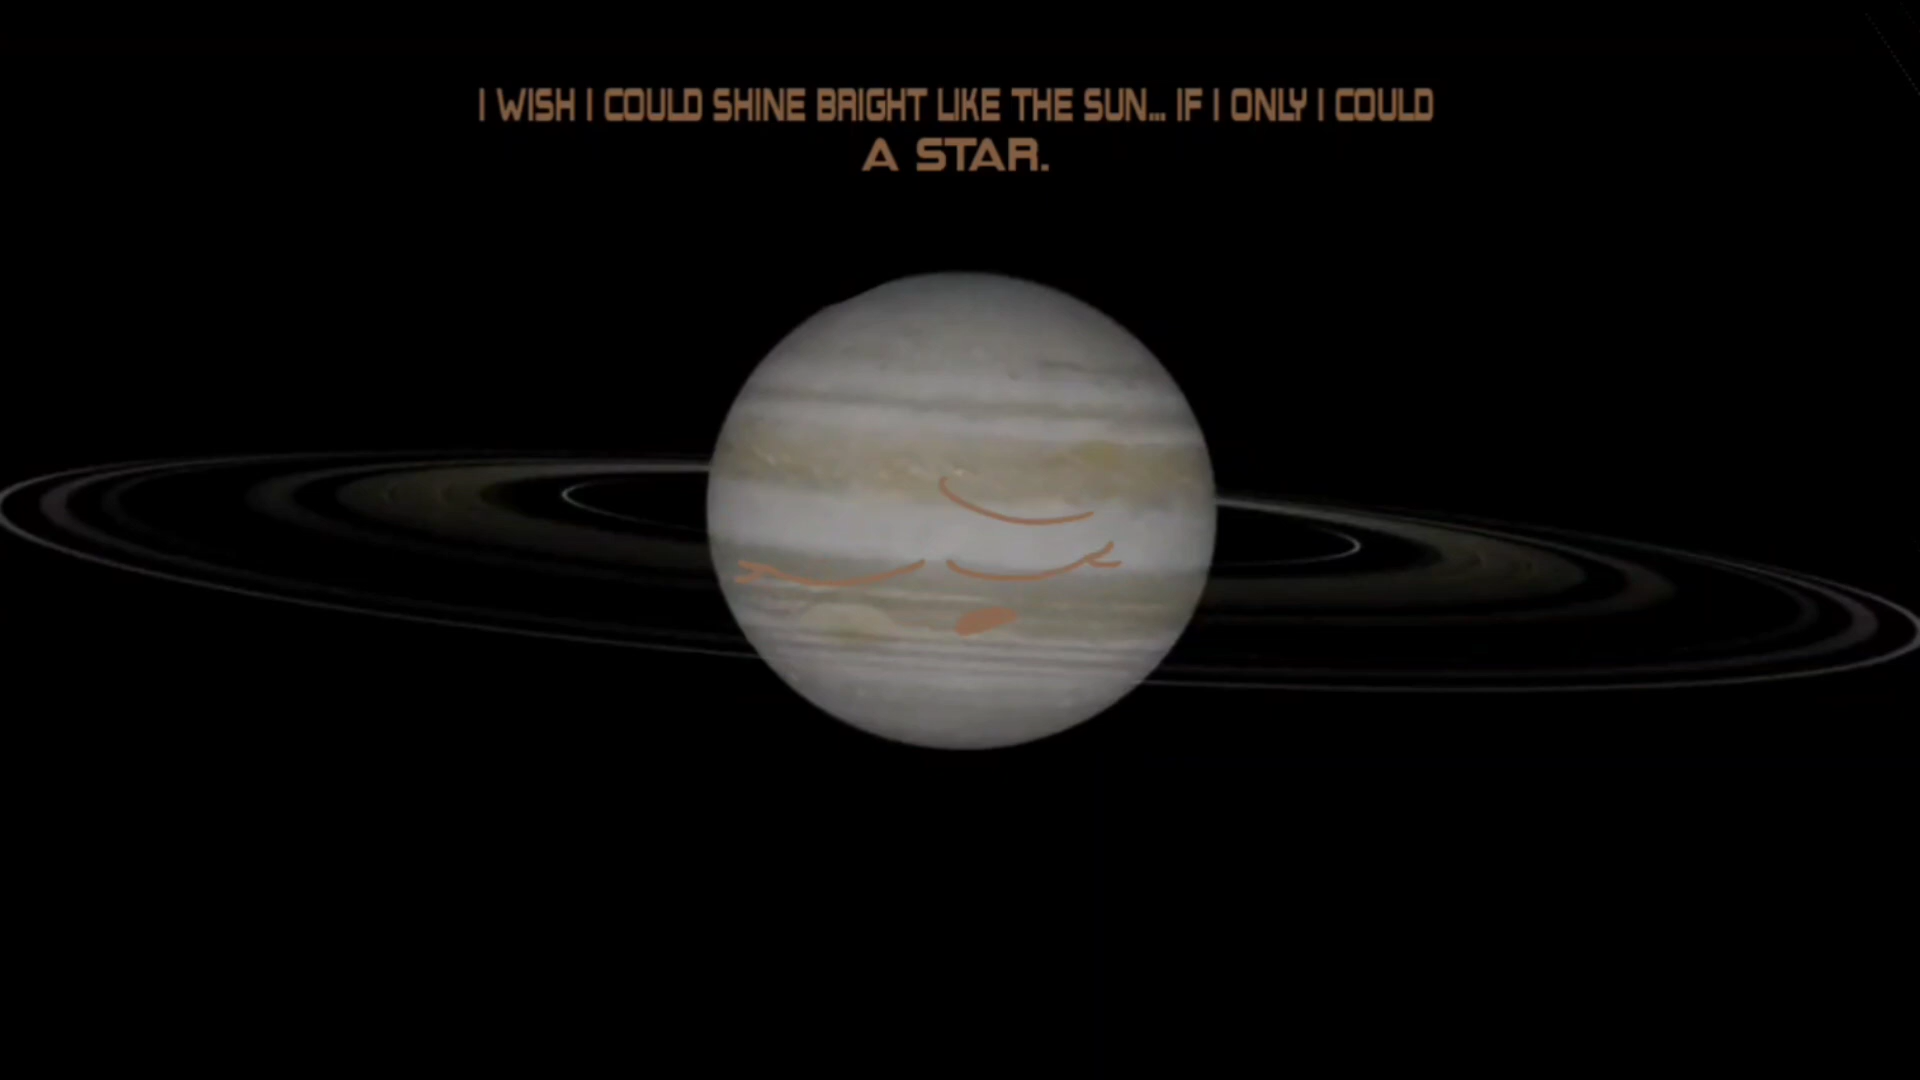 I WISH I COULD SHINE BRIGHT LIKE THE SUN... IF I ONLY I COULD
A STAR.